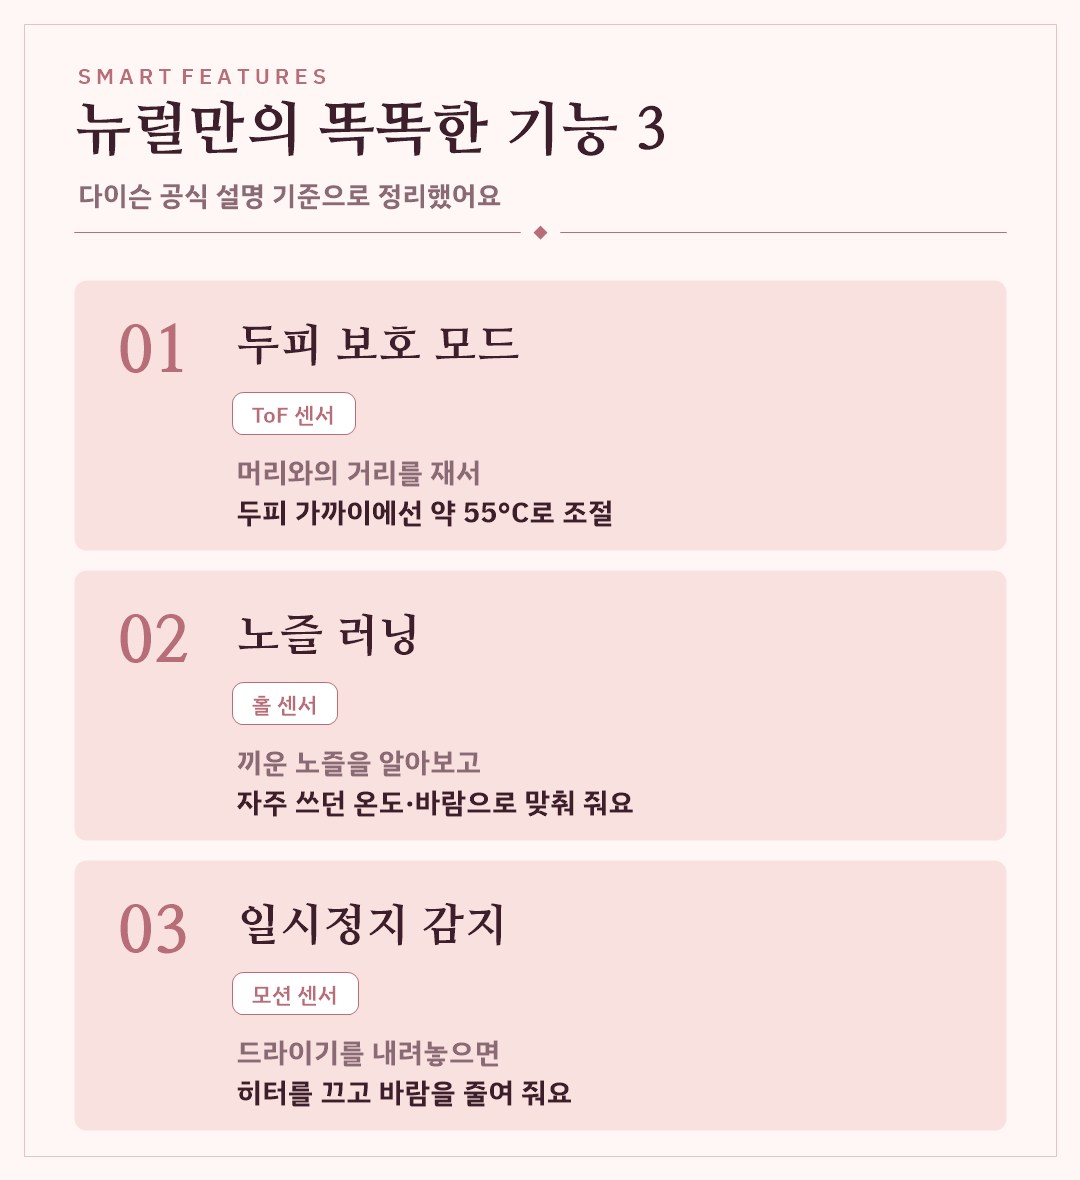 SMART FEATURES
뉴럴만의 똑똑한 기능 3
다이슨 공식 설명 기준으로 정리했어요
01
두피 보호 모드
ToF 센서
머리와의 거리를 재서
두피 가까이에선 약 55°C로 조절
02
노즐 러닝
홀 센서
끼운 노즐을 알아보고
자주 쓰던 온도·바람으로 맞춰 줘요
03
일시정지 감지
모션 센서
드라이기를 내려놓으면
히터를 끄고 바람을 줄여 줘요